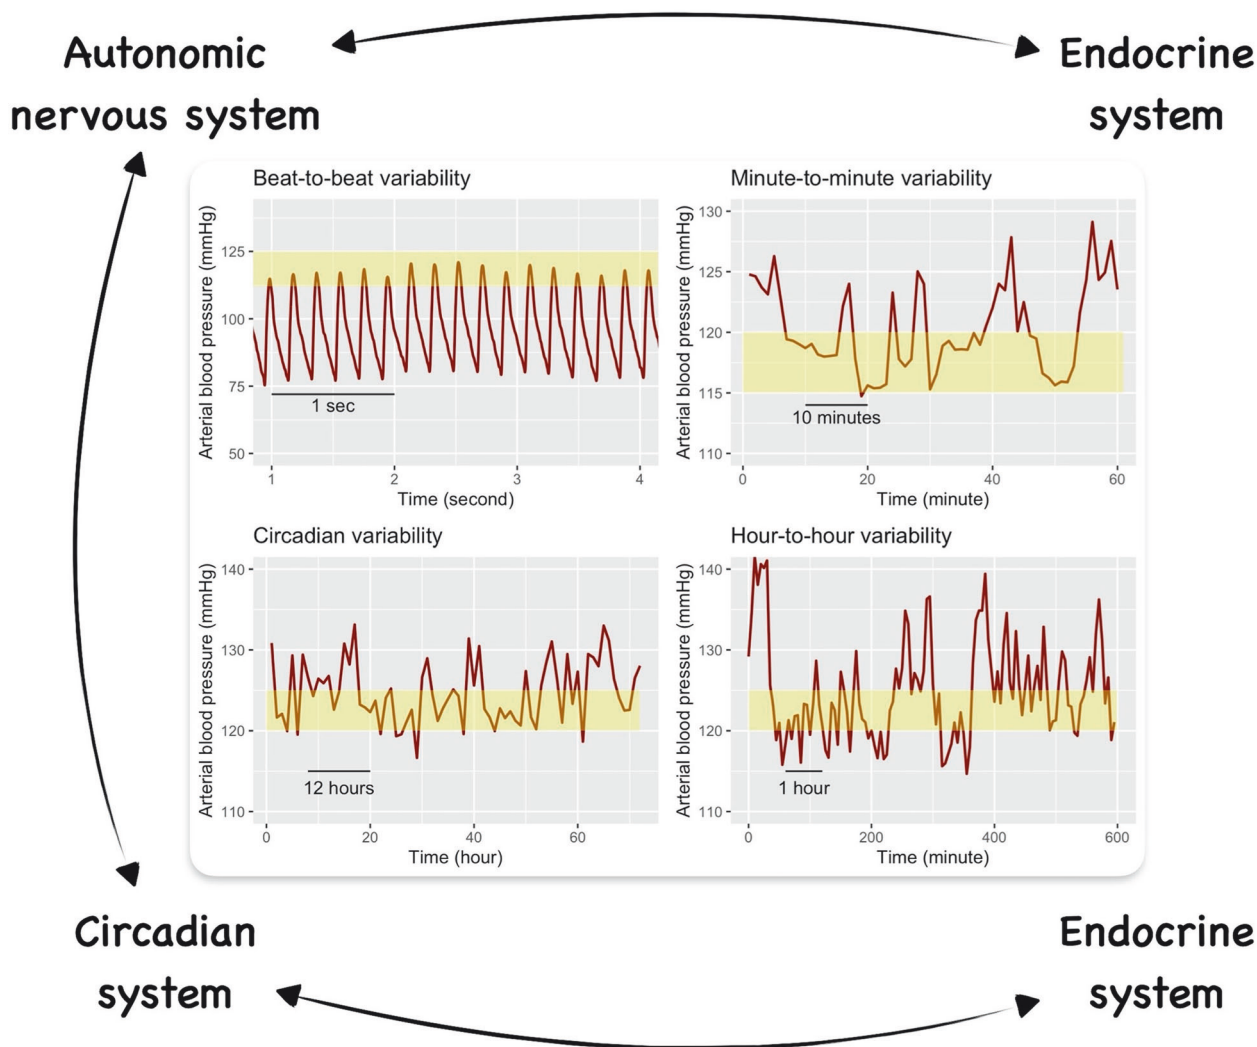 Autonomic
nervous system
Endocrine
system
Beat-to-beat variability
Arterial blood pressure (mmHg)
125
100
75
50
1 sec
1 2 3 4
Time (second)
Minute-to-minute variability
Arterial blood pressure (mmHg)
130
125
120
115
110
10 minutes
0 20 40 60
Time (minute)
Circadian variability
Arterial blood pressure (mmHg)
140
130
120
110
12 hours
0 20 40 60
Time (hour)
Hour-to-hour variability
Arterial blood pressure (mmHg)
140
130
120
110
1 hour
0 200 400 600
Time (minute)
Circadian
system
Endocrine
system